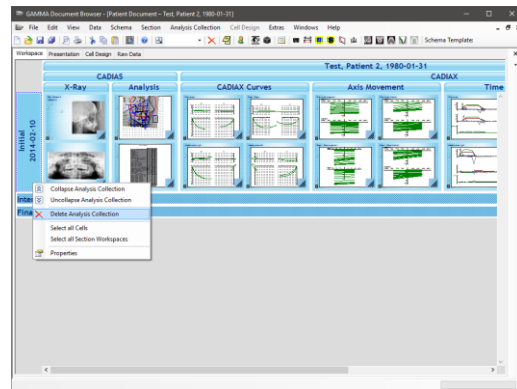 GAMMA Document Browser - [Patient Document - Test, Patient 2, 1980-01-31]
File Edit View Data Schema Section Analysis Collection Cell Design Extras Windows Help
Schema Template:
Workspace Presentation Cell Design Raw Data
Test, Patient 2, 1980-01-31
CADIAS CADIAX
X-Ray Analysis CADIAX Curves Axis Movement Time
Initial
2014-02-10
Collapse Analysis Collection
Uncollapse Analysis Collection
Inte
Fina
Delete Analysis Collection
Select all Cells
Select all Section Workspaces
Properties